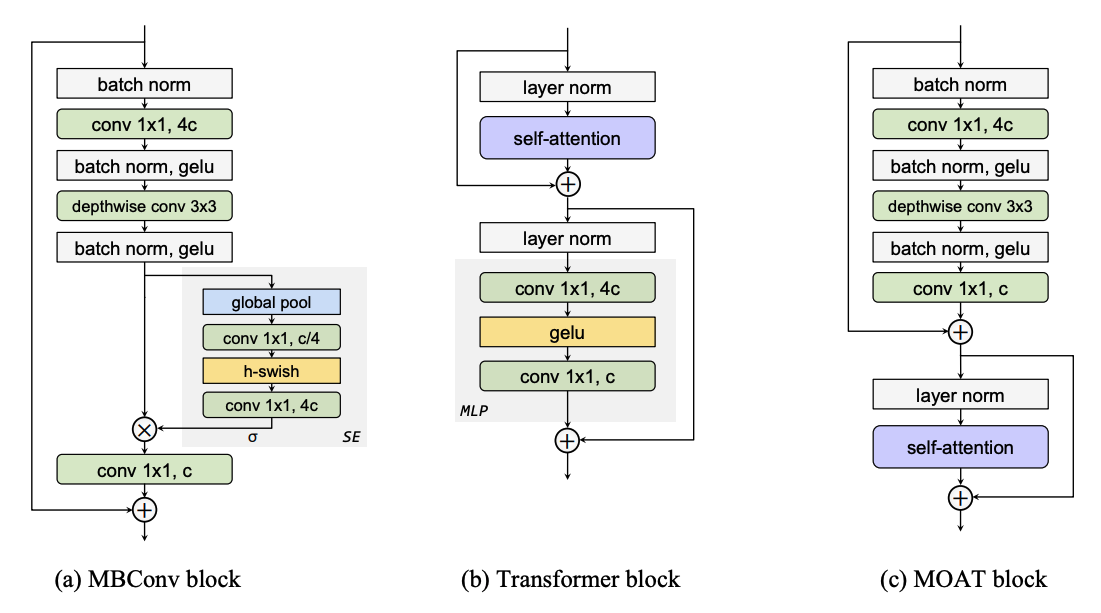 batch norm
conv 1x1, 4c
batch norm, gelu
depthwise conv 3x3
batch norm, gelu
global pool
conv 1x1, c/4
h-swish
conv 1x1, 4c
σ
SE
conv 1x1, c
(a) MBConv block
layer norm
self-attention
layer norm
conv 1x1, 4c
gelu
conv 1x1, c
MLP
(b) Transformer block
batch norm
conv 1x1, 4c
batch norm, gelu
depthwise conv 3x3
batch norm, gelu
conv 1x1, c
layer norm
self-attention
(c) MOAT block